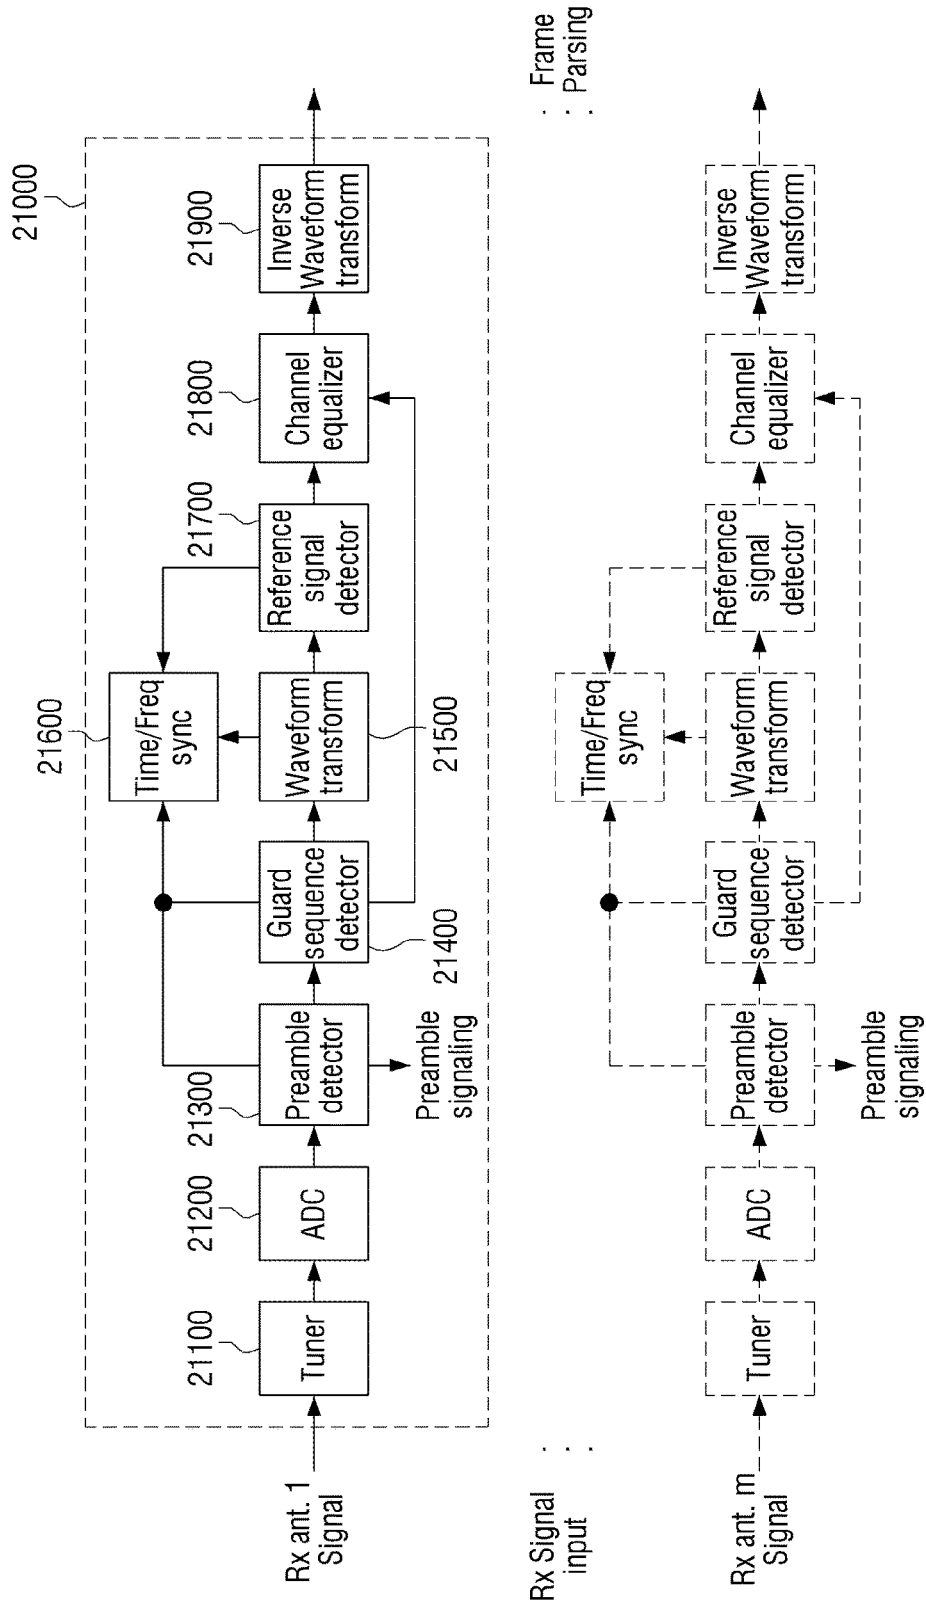 21000
21600
Time/Freq
sync
21100
21200
21300
21700
21800
21900
Rx ant. 1
Signal
Tuner
ADC
Preamble
detector
Guard
sequence
detector
Waveform
transform
Reference
signal
detector
Channel
equalizer
Inverse
Waveform
transform
21400
21500
Preamble
signaling
Rx Signal
input
Frame
Parsing
Time/Freq
sync
Rx ant. m
Signal
Tuner
ADC
Preamble
detector
Guard
sequence
detector
Waveform
transform
Reference
signal
detector
Channel
equalizer
Inverse
Waveform
transform
Preamble
signaling